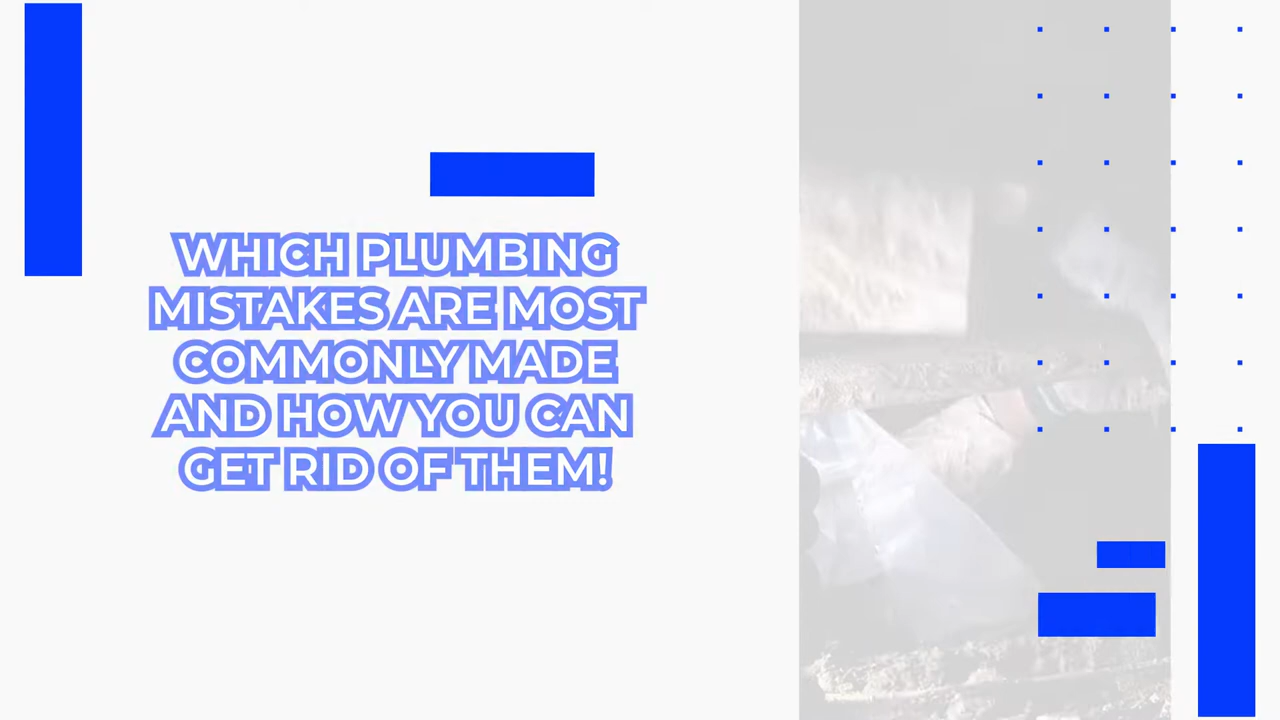 WHICH PLUMBING
MISTAKES ARE MOST
COMMONLY MADE
AND HOW YOU CAN
GET RID OF THEM!